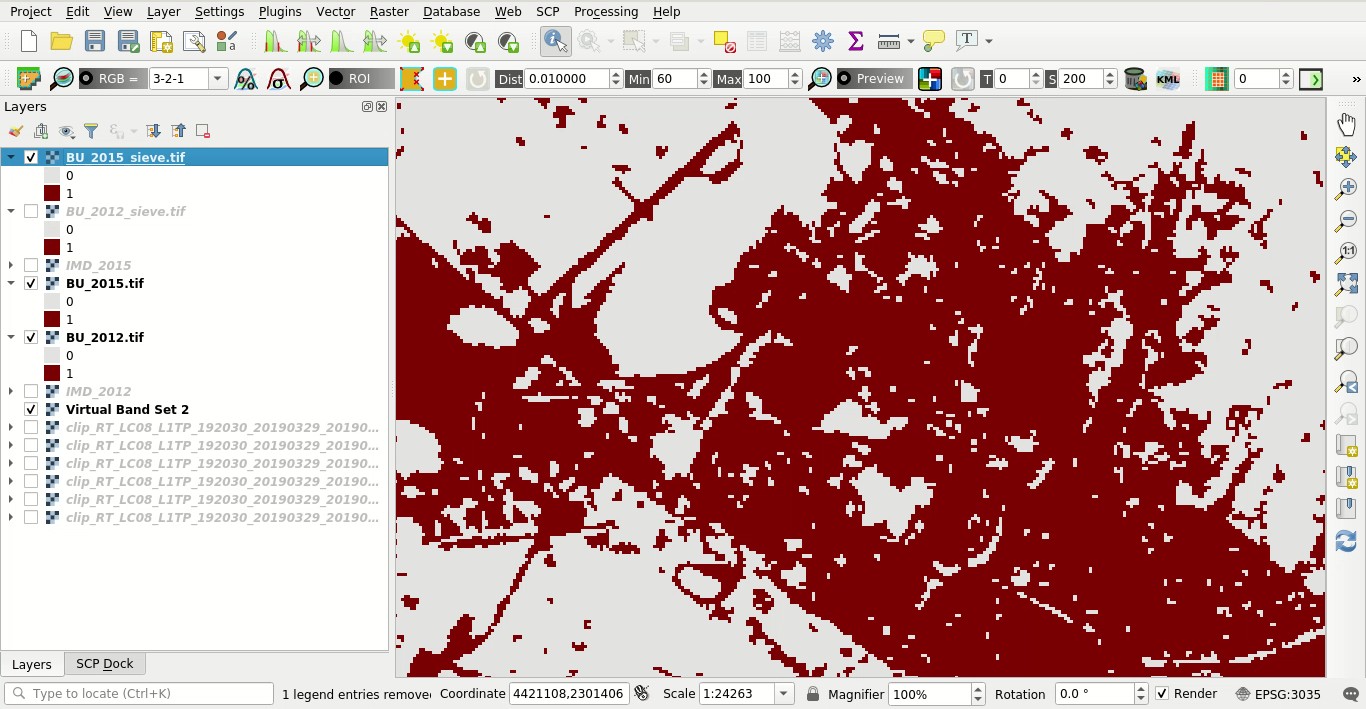 Project Edit View Layer Settings Plugins Vector Raster Database Web SCP Processing Help
Σ T
RGB = 3-2-1 ROI Dist 0.010000 Min 60 Max 100 Preview T 0 S 200 KML 0 »
Layers
BU_2015_sieve.tif
0
1
BU_2012_sieve.tif
0
1
IMD_2015
BU_2015.tif
0
1
BU_2012.tif
0
1
IMD_2012
Virtual Band Set 2
clip_RT_LC08_L1TP_192030_20190329_20190...
clip_RT_LC08_L1TP_192030_20190329_20190...
clip_RT_LC08_L1TP_192030_20190329_20190...
clip_RT_LC08_L1TP_192030_20190329_20190...
clip_RT_LC08_L1TP_192030_20190329_20190...
clip_RT_LC08_L1TP_192030_20190329_20190...
1:1
Layers SCP Dock
Type to locate (Ctrl+K) 1 legend entries remove Coordinate 4421108,2301406 Scale 1:24263 Magnifier 100% Rotation 0.0 ° Render EPSG:3035